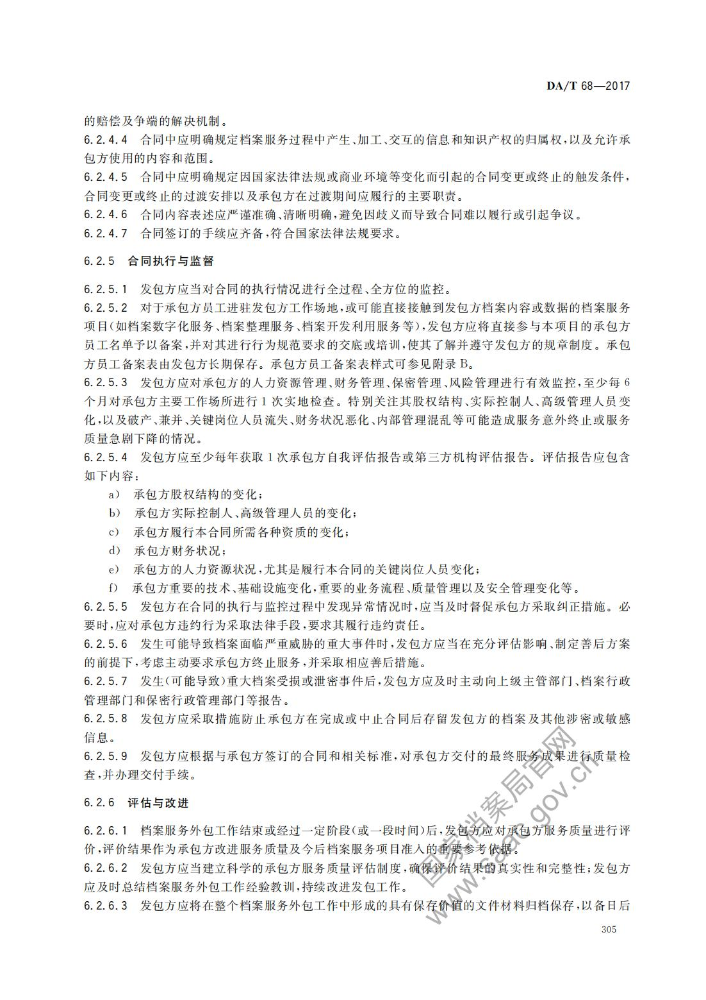 DA/T 68—2017
的赔偿及争端的解决机制。
6.2.4.4 合同中应明确规定档案服务过程中产生、加工、交互的信息和知识产权的归属权,以及允许承
包方使用的内容和范围。
6.2.4.5 合同中应明确规定因国家法律法规或商业环境等变化而引起的合同变更或终止的触发条件,
合同变更或终止的过渡安排以及承包方在过渡期间应履行的主要职责。
6.2.4.6 合同内容表述应严谨准确、清晰明确,避免因歧义而导致合同难以履行或引起争议。
6.2.4.7 合同签订的手续应齐备,符合国家法律法规要求。
6.2.5 合同执行与监督
6.2.5.1 发包方应当对合同的执行情况进行全过程、全方位的监控。
6.2.5.2 对于承包方员工进驻发包方工作场地,或可能直接接触到发包方档案内容或数据的档案服务
项目(如档案数字化服务、档案整理服务、档案开发利用服务等),发包方应将直接参与本项目的承包方
员工名单予以备案,并对其进行行为规范要求的交底或培训,使其了解并遵守发包方的规章制度。承包
方员工备案表由发包方长期保存。承包方员工备案表样式可参见附录 B。
6.2.5.3 发包方应对承包方的人力资源管理、财务管理、保密管理、风险管理进行有效监控,至少每 6
个月对承包方主要工作场所进行 1 次实地检查。特别关注其股权结构、实际控制人、高级管理人员变
化,以及破产、兼并、关键岗位人员流失、财务状况恶化、内部管理混乱等可能造成服务意外终止或服务
质量急剧下降的情况。
6.2.5.4 发包方应至少每年获取 1 次承包方自我评估报告或第三方机构评估报告。评估报告应包含
如下内容:
a) 承包方股权结构的变化;
b) 承包方实际控制人、高级管理人员的变化;
c) 承包方履行本合同所需各种资质的变化;
d) 承包方财务状况;
e) 承包方的人力资源状况,尤其是履行本合同的关键岗位人员变化;
f) 承包方重要的技术、基础设施变化,重要的业务流程、质量管理以及安全管理变化等。
6.2.5.5 发包方在合同的执行与监控过程中发现异常情况时,应当及时督促承包方采取纠正措施。必
要时,应对承包方违约行为采取法律手段,要求其履行违约责任。
6.2.5.6 发生可能导致档案面临严重威胁的重大事件时,发包方应当在充分评估影响、制定善后方案
的前提下,考虑主动要求承包方终止服务,并采取相应善后措施。
6.2.5.7 发生(可能导致)重大档案受损或泄密事件后,发包方应及时主动向上级主管部门、档案行政
管理部门和保密行政管理部门等报告。
6.2.5.8 发包方应采取措施防止承包方在完成或中止合同后存留发包方的档案及其他涉密或敏感
信息。
6.2.5.9 发包方应根据与承包方签订的合同和相关标准,对承包方交付的最终服务成果进行质量检
查,并办理交付手续。
6.2.6 评估与改进
6.2.6.1 档案服务外包工作结束或经过一定阶段(或一段时间)后,发包方应对承包方服务质量进行评
价,评价结果作为承包方改进服务质量及今后档案服务项目准入的重要参考依据。
6.2.6.2 发包方应当建立科学的承包方服务质量评估制度,确保评价结果的真实性和完整性;发包方
应及时总结档案服务外包工作经验教训,持续改进发包工作。
6.2.6.3 发包方应将在整个档案服务外包工作中形成的具有保存价值的文件材料归档保存,以备日后
国家档案局官网
www.saac.gov.cn
305